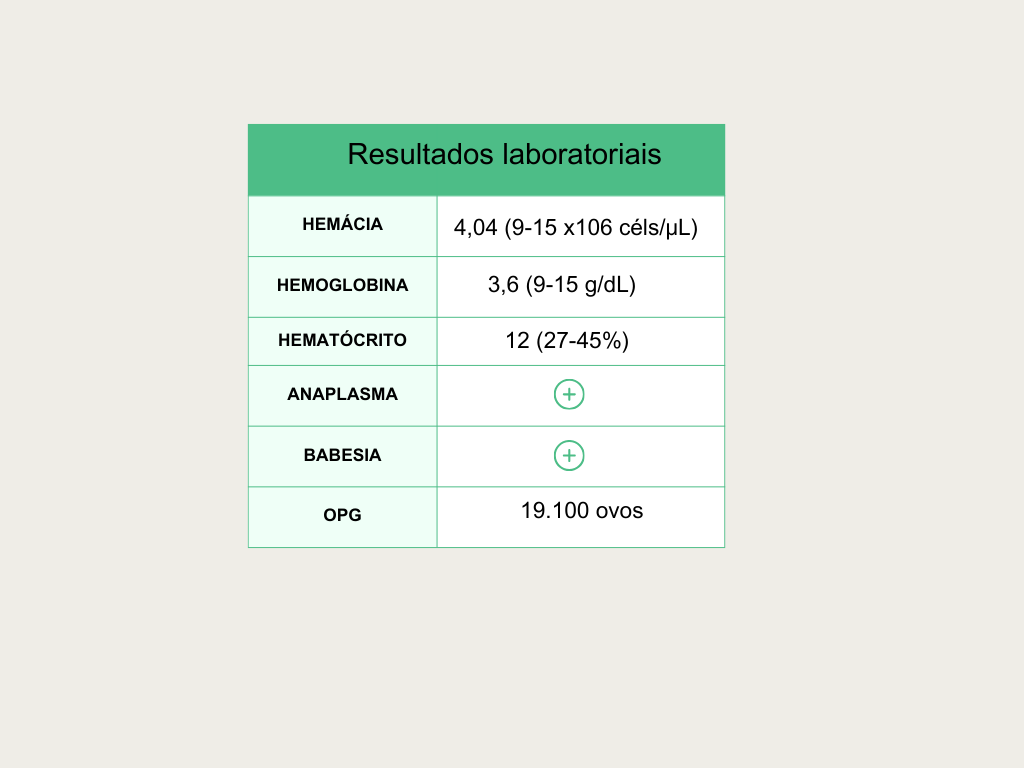 Resultados laboratoriais
HEMÁCIA
4,04 (9-15 x106 céls/µL)
HEMOGLOBINA
3,6 (9-15 g/dL)
HEMATÓCRITO
12 (27-45%)
ANAPLASMA
+
BABESIA
+
OPG
19.100 ovos